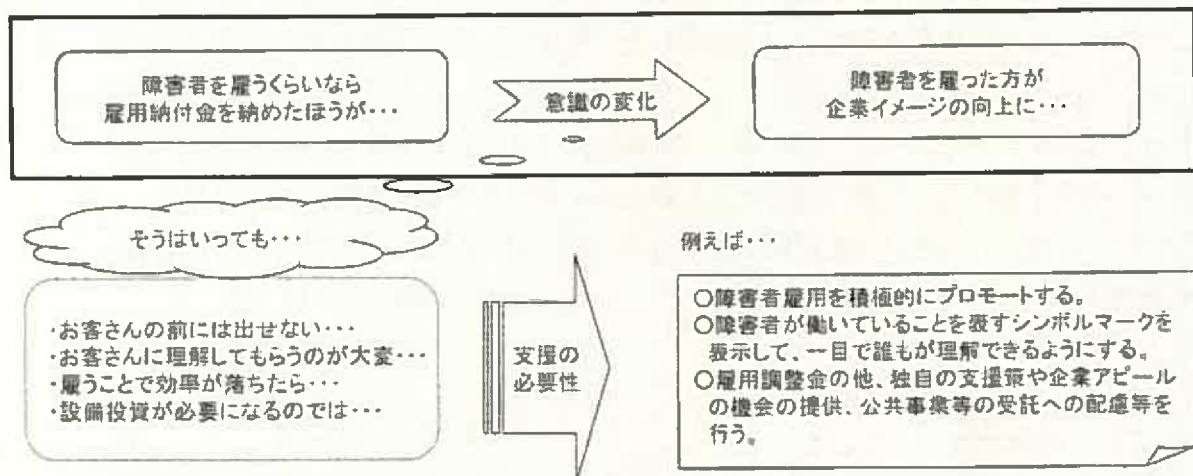 障害者を雇うくらいなら
雇用納付金を納めたほうが・・・
意識の変化
障害者を雇った方が
企業イメージの向上に・・・
そうはいっても・・・
・お客さんの前には出せない・・・
・お客さんに理解してもらうのが大変・・・
・雇うことで効率が落ちたら・・・
・設備投資が必要になるのでは・・・
支援の
必要性
例えば・・・
○障害者雇用を積極的にプロモートする。
○障害者が働いていることを表すシンボルマークを
表示して、一目で誰もが理解できるようにする。
○雇用調整金の他、独自の支援策や企業アピール
の機会の提供、公共事業等の受託への配慮等を
行う。